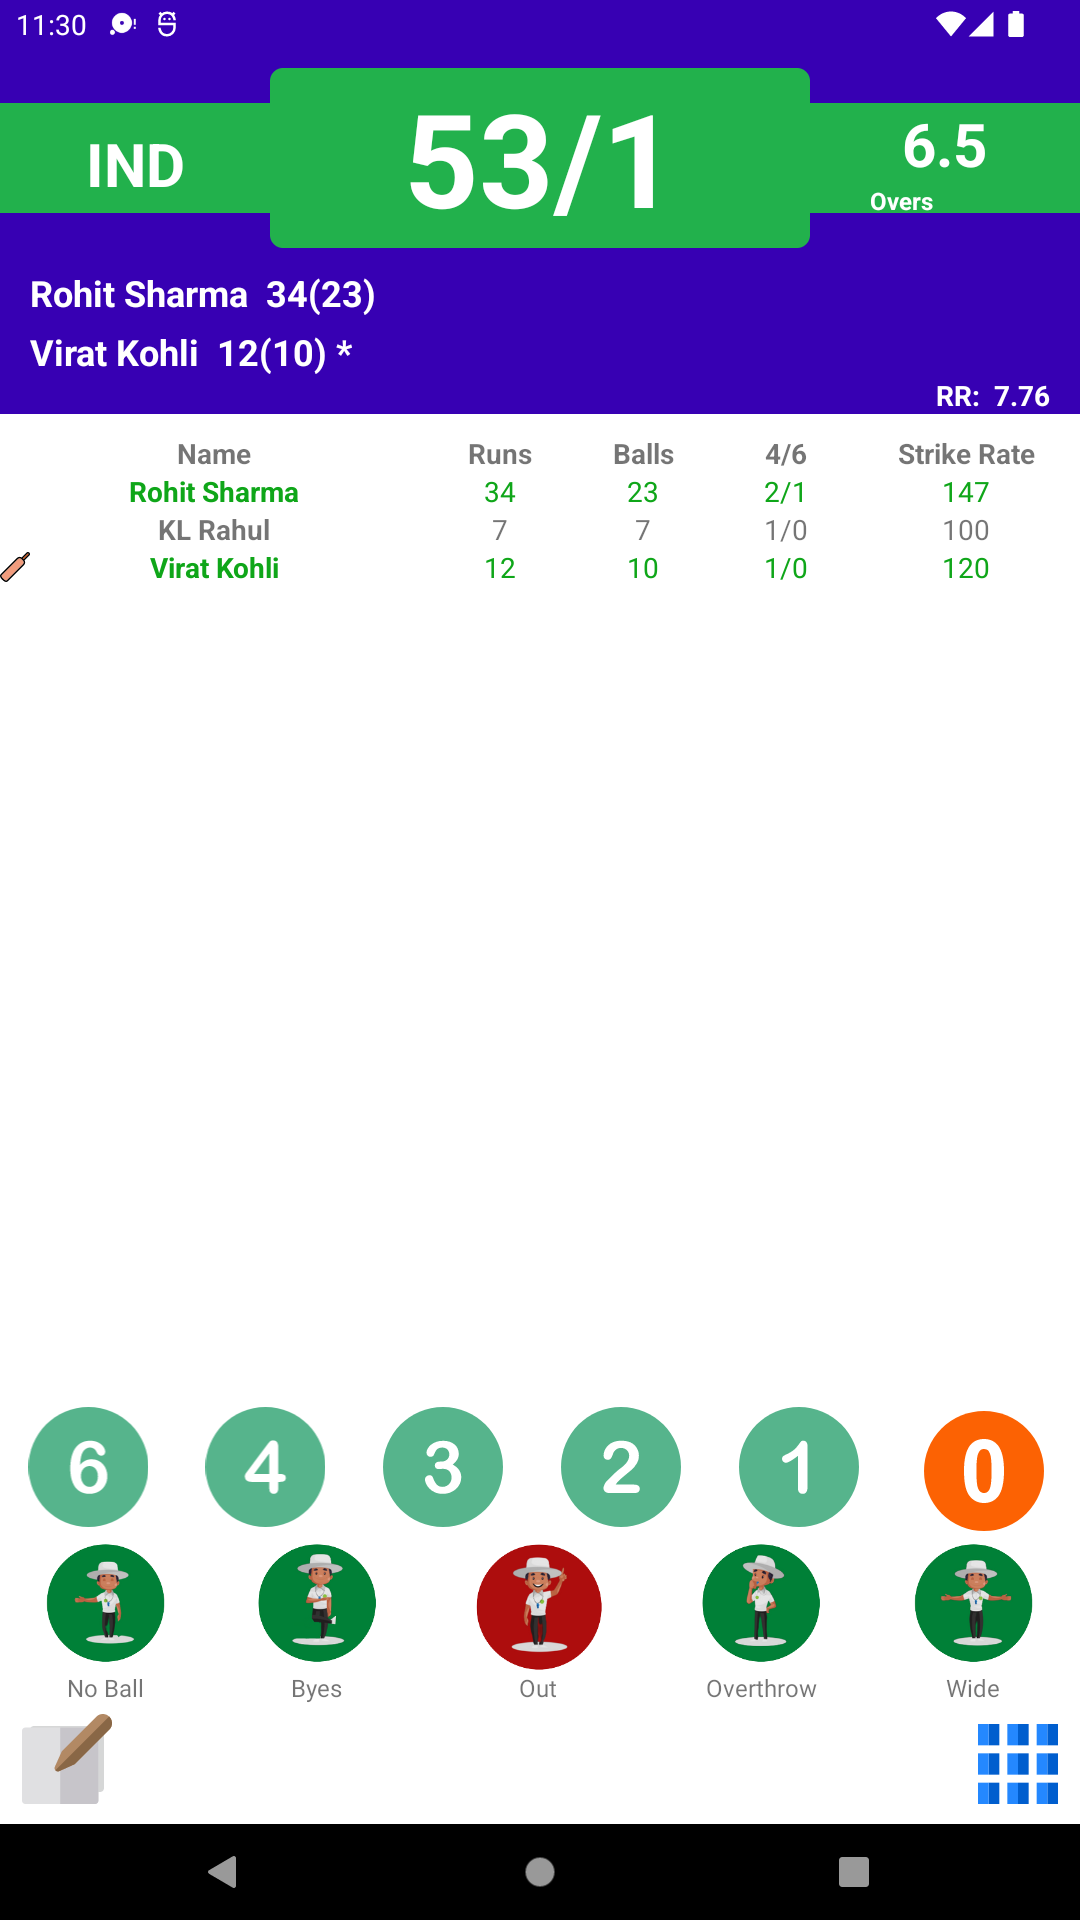 11:30
IND 53/1 6.5
Overs
Rohit Sharma 34(23)
Virat Kohli 12(10) *
RR: 7.76
Name Runs Balls 4/6 Strike Rate
Rohit Sharma 34 23 2/1 147
KL Rahul 7 7 1/0 100
Virat Kohli 12 10 1/0 120
6 4 3 2 1 0
No Ball Byes Out Overthrow Wide